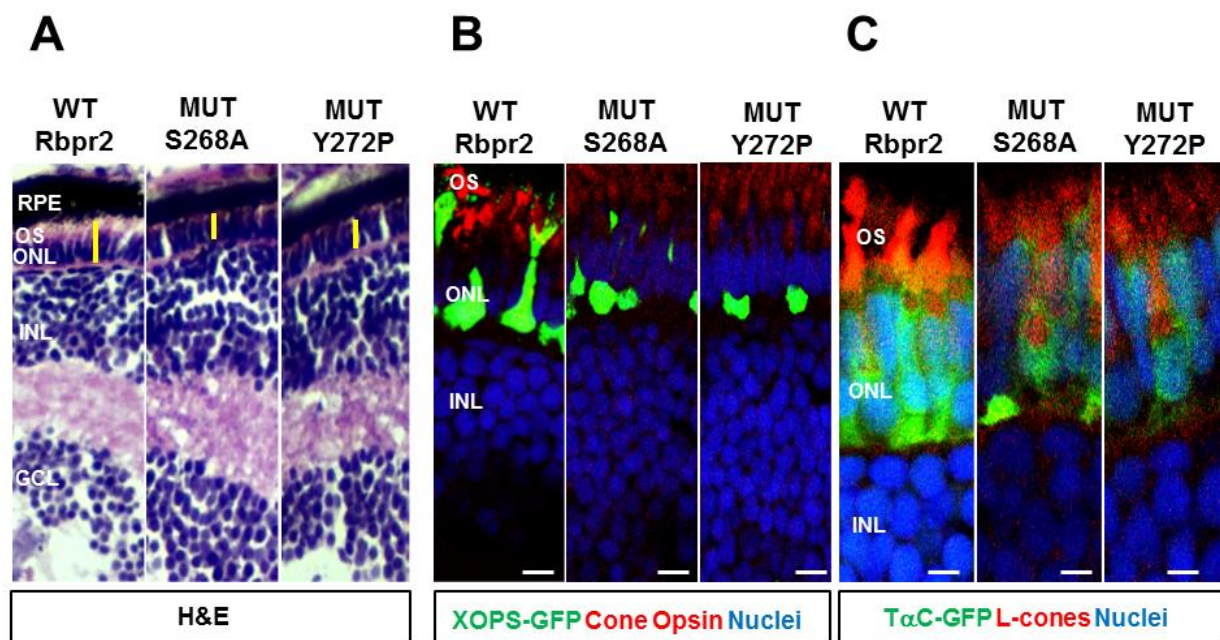 A
WT
Rbpr2
MUT
S268A
MUT
Y272P
RPE
OS
ONL
INL
GCL
H&E
B
WT
Rbpr2
MUT
S268A
MUT
Y272P
OS
ONL
INL
XOPS-GFP Cone Opsin Nuclei
C
WT
Rbpr2
MUT
S268A
MUT
Y272P
OS
ONL
INL
TαC-GFP L-cones Nuclei